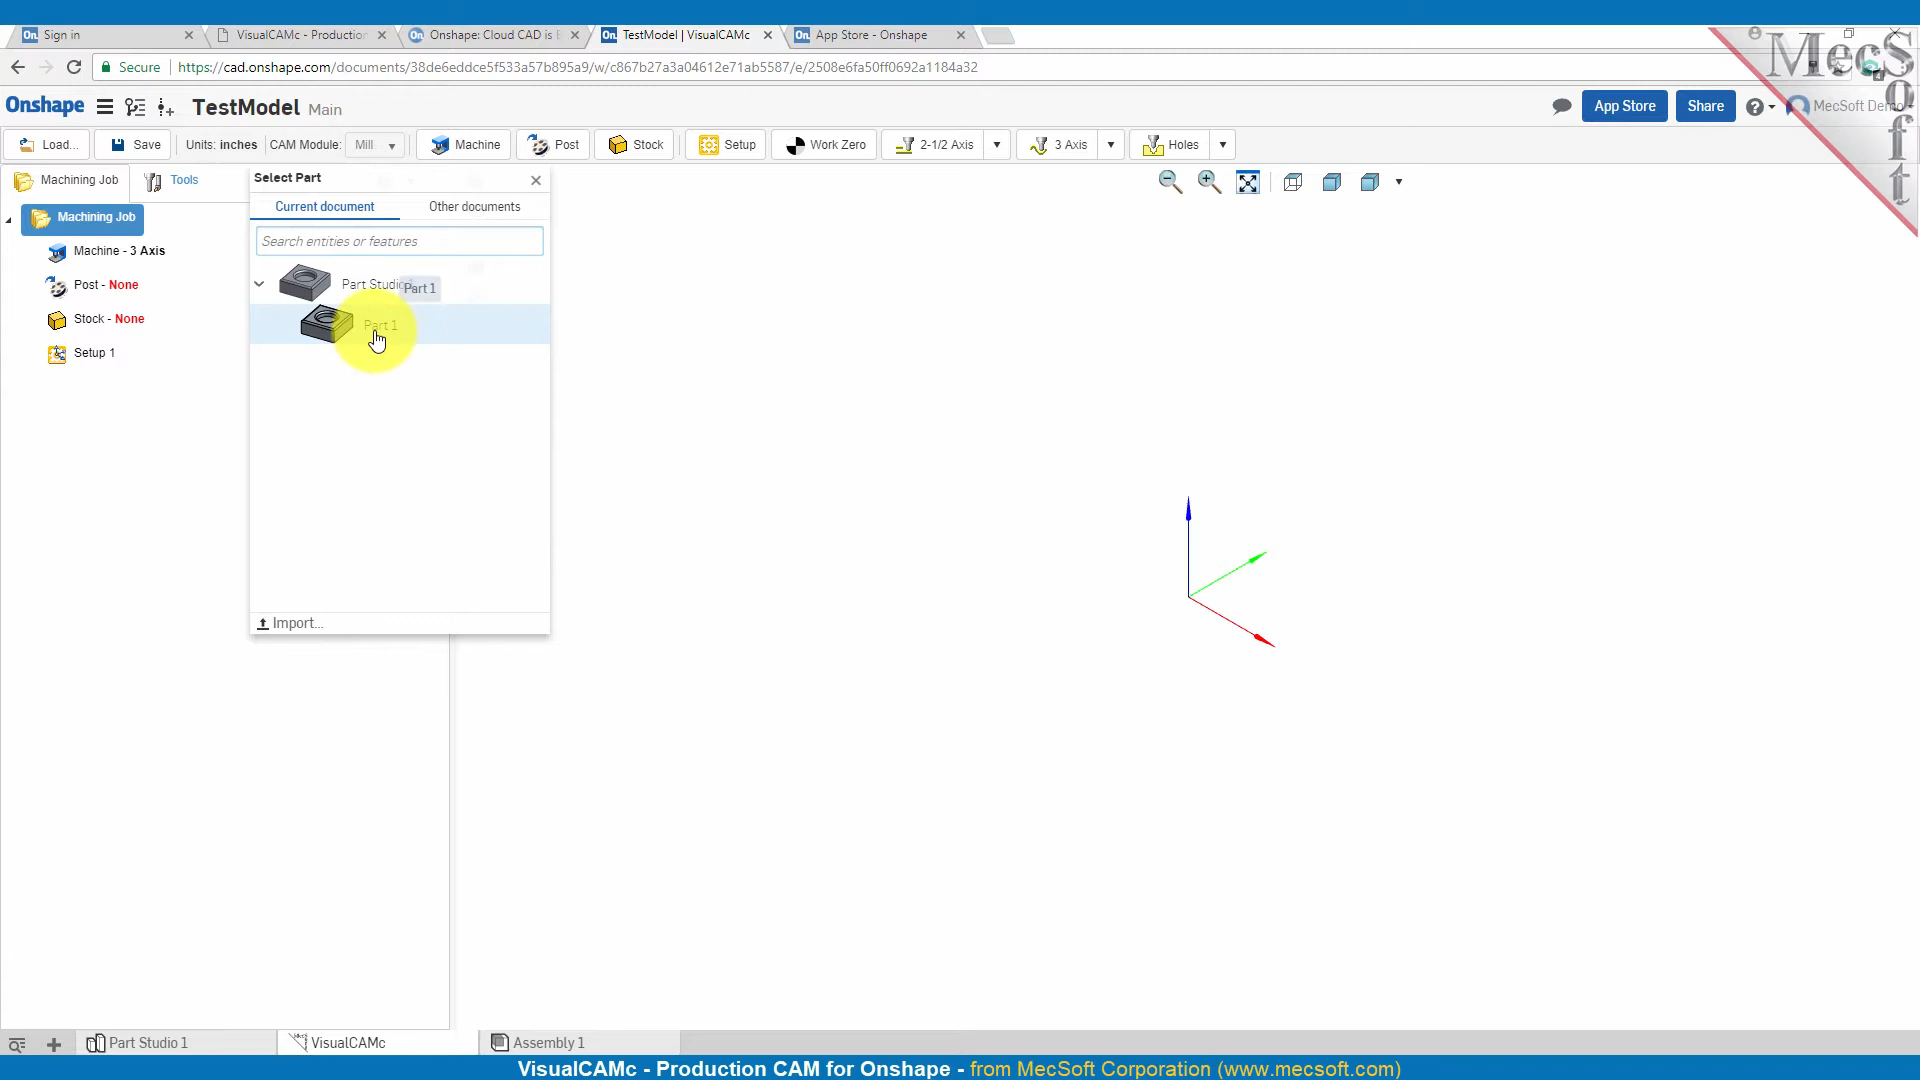 Sign in
VisualCAMc - Production
Onshape: Cloud CAD is
TestModel | VisualCAMc
App Store - Onshape
Secure
https://cad.onshape.com/documents/38de6eddce5f533a57b895a9/w/c867b27a3a04612e71ab5587/e/2508e6fa50ff0692a1184a32
MecSoft
Onshape
TestModel Main
App Store
Share
MecSoft Demo
Load...
Save
Units: inches
CAM Module: Mill
Machine
Post
Stock
Setup
Work Zero
2-1/2 Axis
3 Axis
Holes
Machining Job
Tools
Machining Job
Machine - 3 Axis
Post - None
Stock - None
Setup 1
Select Part
Current document
Other documents
Search entities or features
Part Studio
Part 1
Part 1
Import...
Part Studio 1
VisualCAMc
Assembly 1
VisualCAMc - Production CAM for Onshape - from MecSoft Corporation (www.mecsoft.com)